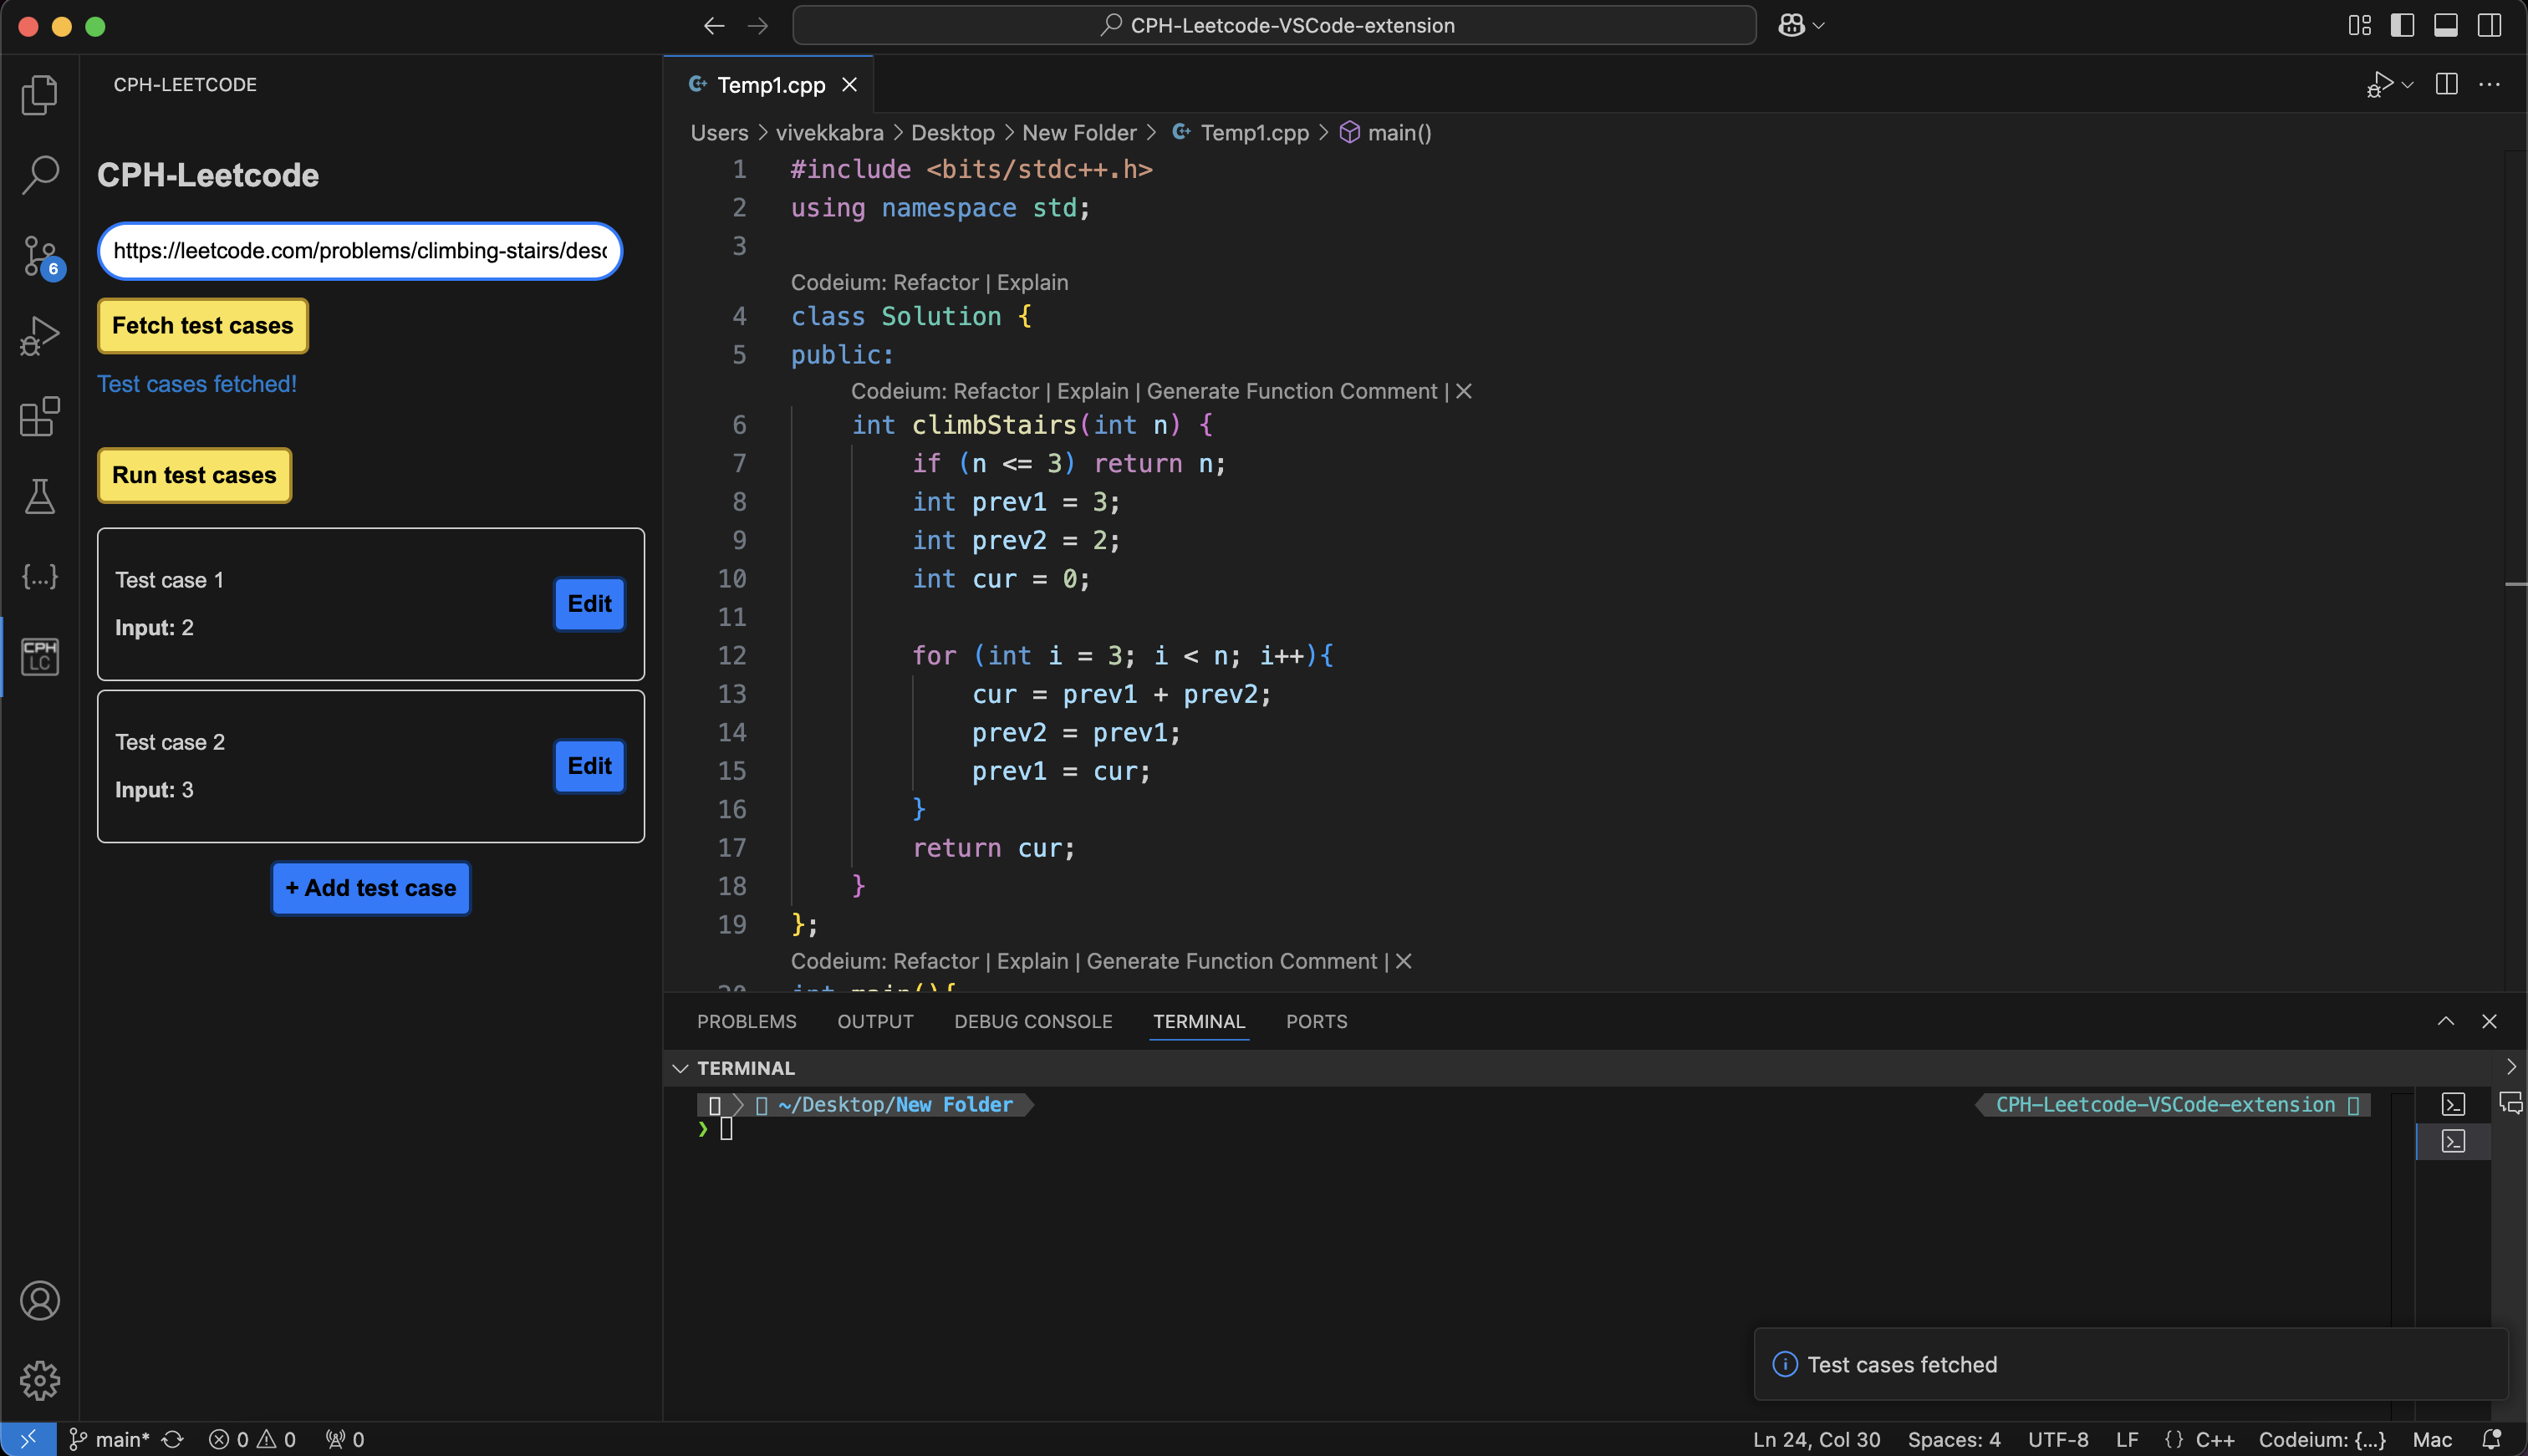 CPH-Leetcode-VSCode-extension
CPH-LEETCODE
CPH-Leetcode
https://leetcode.com/problems/climbing-stairs/desc
Fetch test cases
Test cases fetched!
Run test cases
Test case 1
Input: 2
Edit
Test case 2
Input: 3
Edit
+ Add test case
6
{...}
CPH
LC
Temp1.cpp
Users > vivekkabra > Desktop > New Folder > Temp1.cpp > main()
1 #include <bits/stdc++.h>
2 using namespace std;
3
Codeium: Refactor | Explain
4 class Solution {
5 public:
Codeium: Refactor | Explain | Generate Function Comment | ×
6 int climbStairs(int n) {
7 if (n <= 3) return n;
8 int prev1 = 3;
9 int prev2 = 2;
10 int cur = 0;
11
12 for (int i = 3; i < n; i++){
13 cur = prev1 + prev2;
14 prev2 = prev1;
15 prev1 = cur;
16 }
17 return cur;
18 }
19 };
Codeium: Refactor | Explain | Generate Function Comment | ×
20 int main(){
PROBLEMS OUTPUT DEBUG CONSOLE TERMINAL PORTS
TERMINAL
~/Desktop/New Folder
CPH-Leetcode-VSCode-extension
❯
Test cases fetched
main* 0 0 0
Ln 24, Col 30 Spaces: 4 UTF-8 LF {} C++ Codeium: {...} Mac